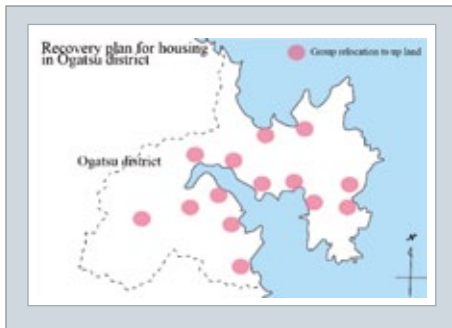 Recovery plan for housing
in Ogatsu district
Group relocation to up land
Ogatsu district
N